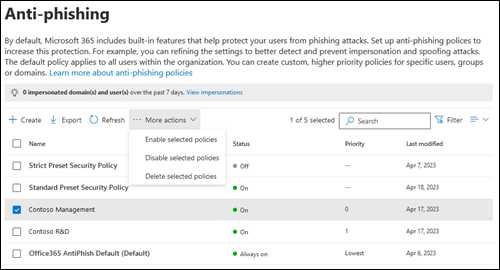 Anti-phishing
By default, Microsoft 365 includes built-in features that help protect your users from phishing attacks. Set up anti-phishing polices to
increase this protection. For example, you can refining the settings to better detect and prevent impersonation and spoofing attacks.
The default policy applies to all users within the organization. You can create custom, higher priority policies for specific users, groups
or domains. Learn more about anti-phishing policies
0 impersonated domain(s) and user(s) over the past 7 days. View impersonations
+ Create Export Refresh ··· More actions 1 of 5 selected Search Filter
Enable selected policies
Disable selected policies
Delete selected policies
Name Status Priority Last modified
Strict Preset Security Policy Off -- Apr 7, 2023
Standard Preset Security Policy On -- Apr 18, 2023
Contoso Management On 0 Apr 17, 2023
Contoso R&D On 1 Apr 17, 2023
Office365 AntiPhish Default (Default) Always on Lowest Apr 6, 2023